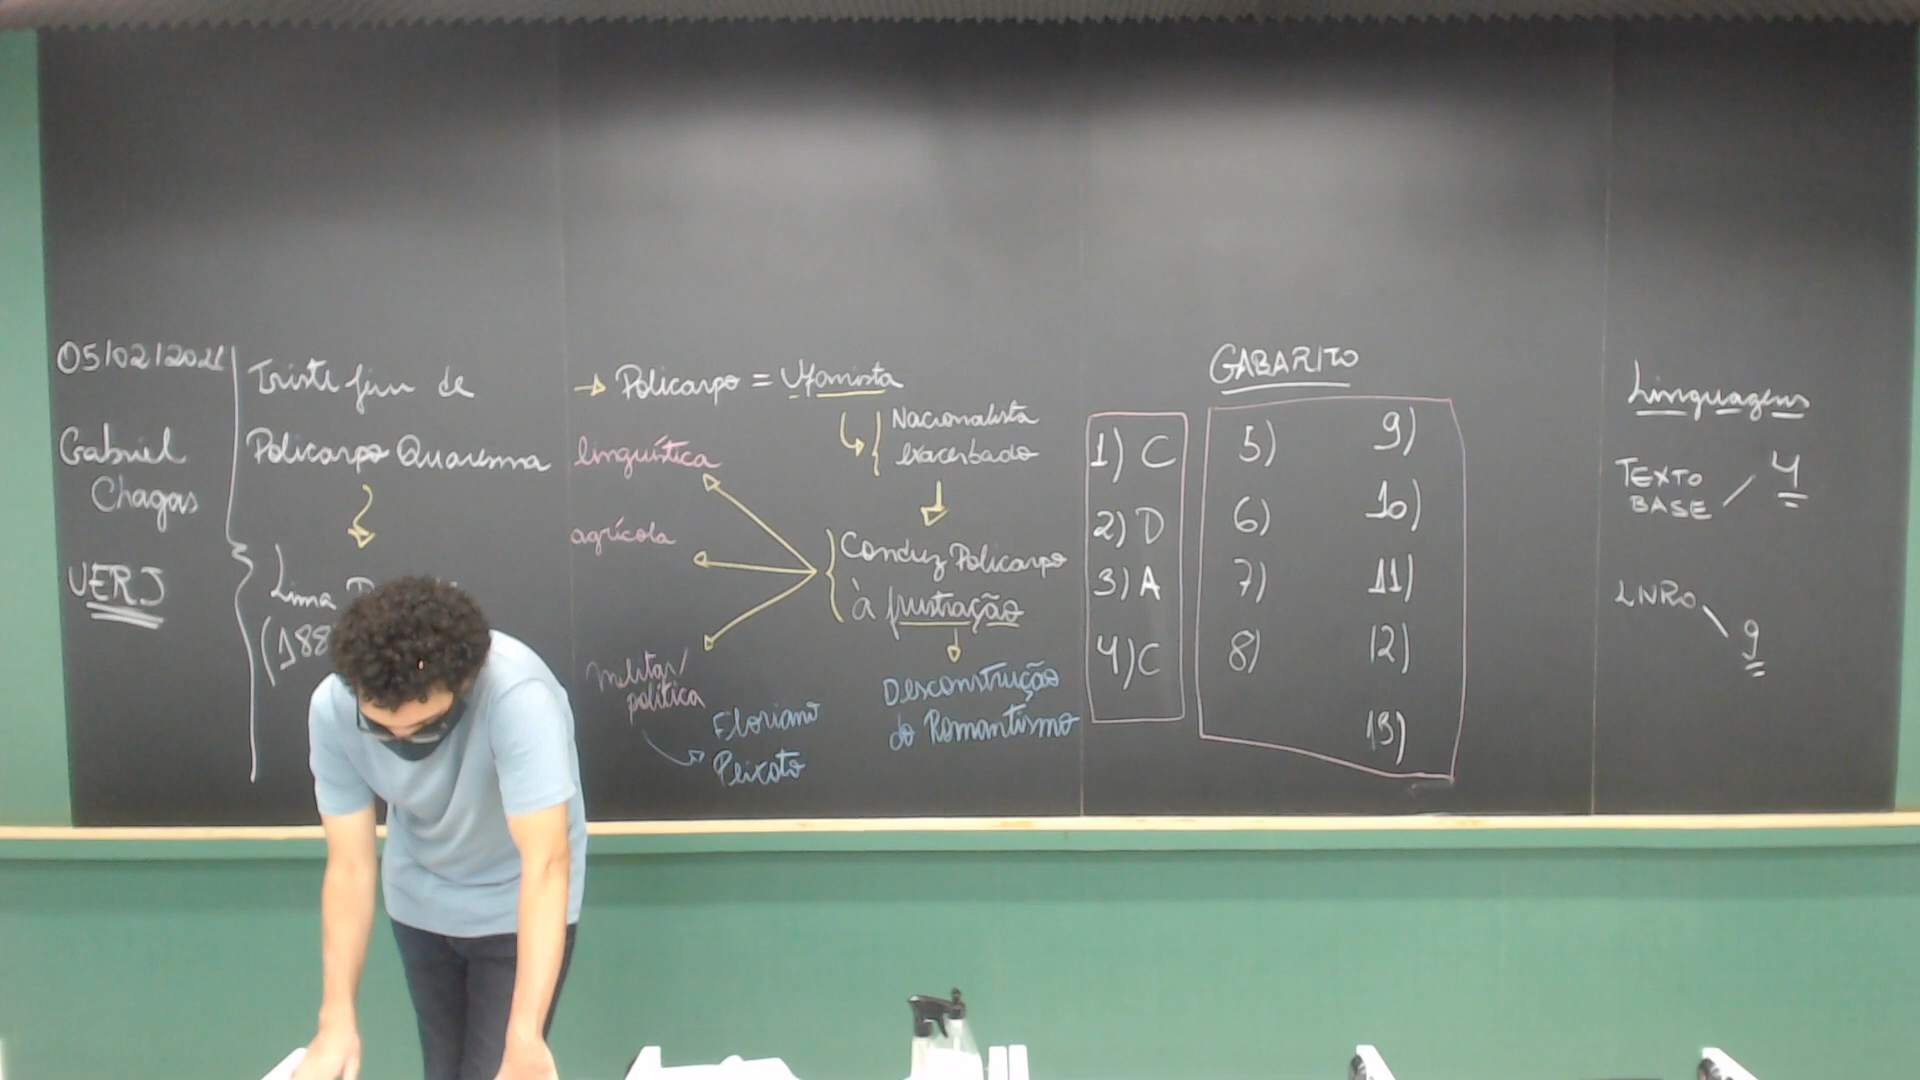 05/02/2021
Gabriel
Chagas
UERJ
Triste fim de
Policarpo Quaresma
Lima
(188
→ Policarpo = Ufanista
Nacionalista
exacerbado
Conduz Policarpo
à frustração
Desconstrução
do Romantismo
linguística
agrícola
militar/
política
Floriano
Peixoto
GABARITO
1) C
2) D
3) A
4) C
5)
6)
7)
8)
9)
10)
11)
12)
13)
Linguagens
TEXTO
BASE
4
LIVRO
9